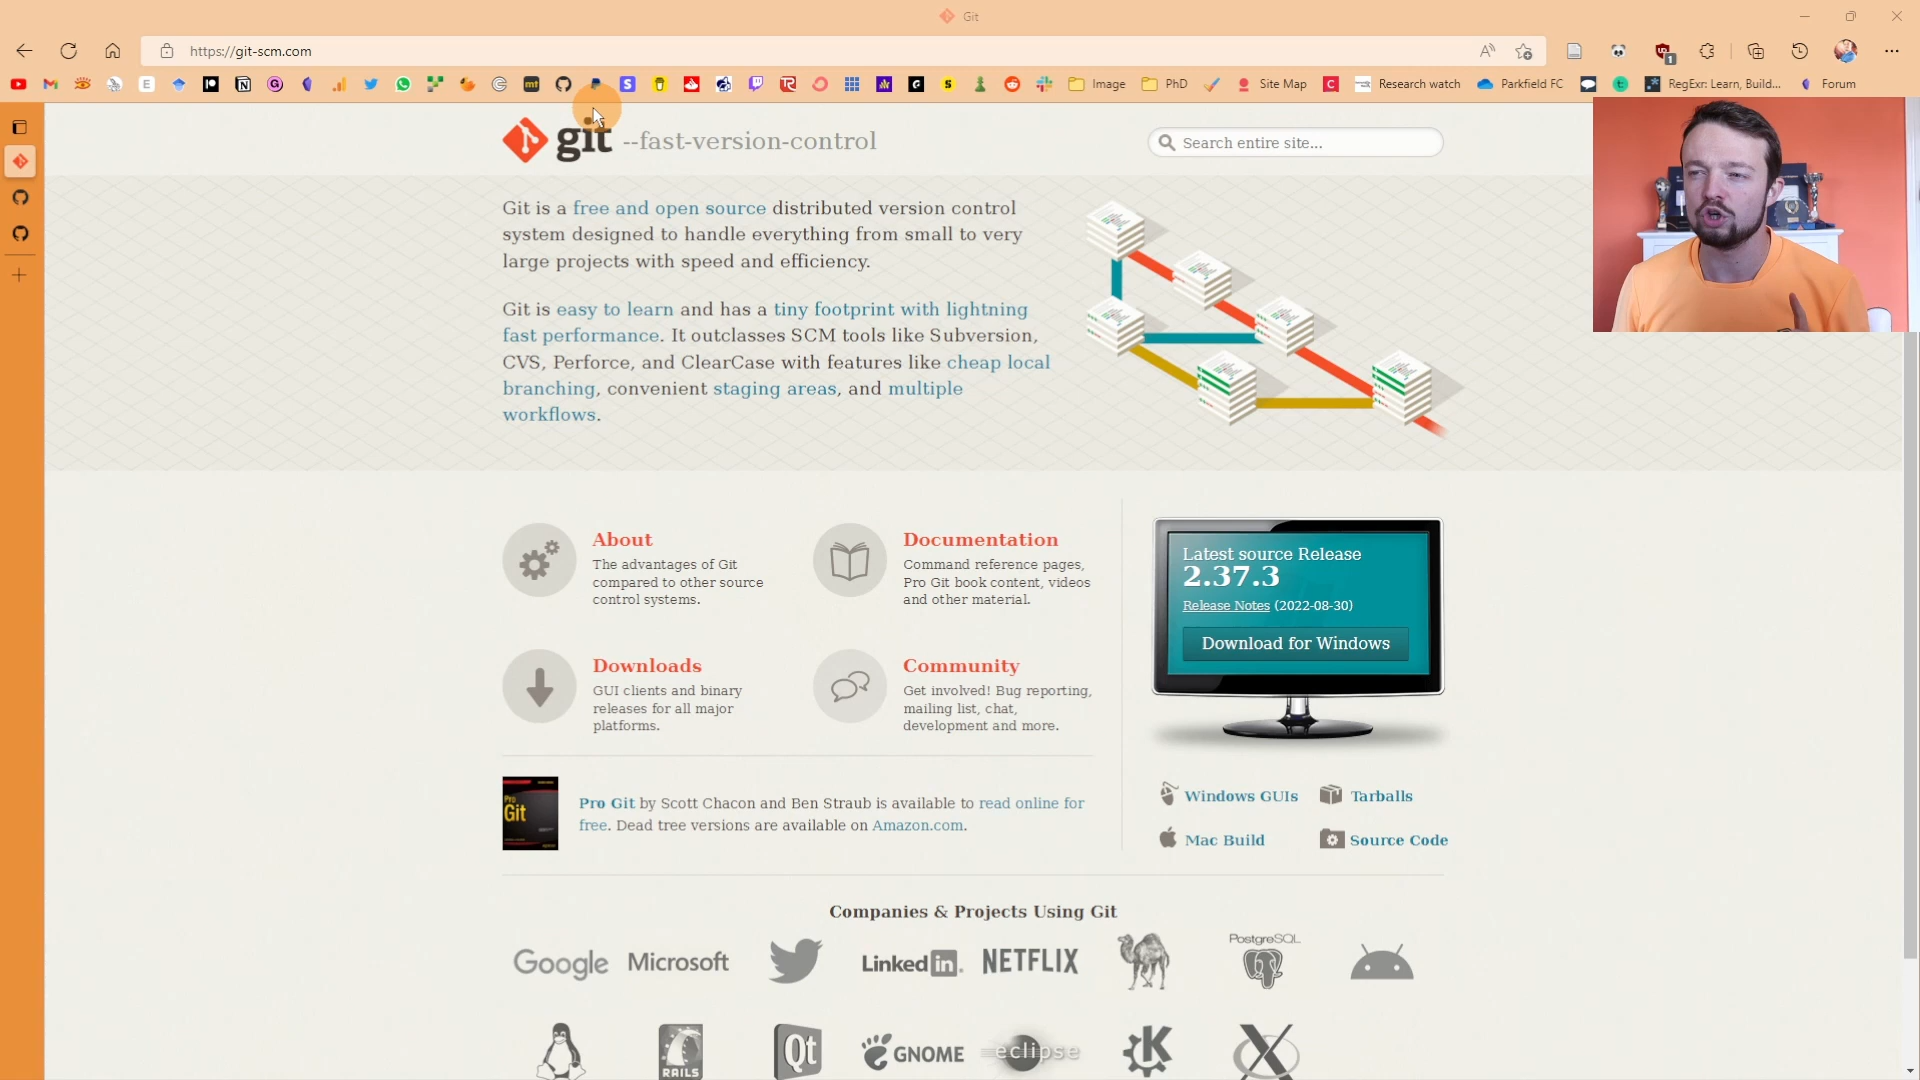 Git
https://git-scm.com
Image
PhD
Site Map
Research watch
Parkfield FC
RegExr: Learn, Build...
Forum
git --fast-version-control
Search entire site...
Git is a free and open source distributed version control
system designed to handle everything from small to very
large projects with speed and efficiency.
Git is easy to learn and has a tiny footprint with lightning
fast performance. It outclasses SCM tools like Subversion,
CVS, Perforce, and ClearCase with features like cheap local
branching, convenient staging areas, and multiple
workflows.
About
The advantages of Git
compared to other source
control systems.
Documentation
Command reference pages,
Pro Git book content, videos
and other material.
Downloads
GUI clients and binary
releases for all major
platforms.
Community
Get involved! Bug reporting,
mailing list, chat,
development and more.
Latest source Release
2.37.3
Release Notes (2022-08-30)
Download for Windows
Windows GUIs
Tarballs
Mac Build
Source Code
Pro
Git
Pro Git by Scott Chacon and Ben Straub is available to read online for
free. Dead tree versions are available on Amazon.com.
Companies & Projects Using Git
Google
Microsoft
Linked in
NETFLIX
PostgreSQL
RAILS
Qt
GNOME
eclipse
K
X